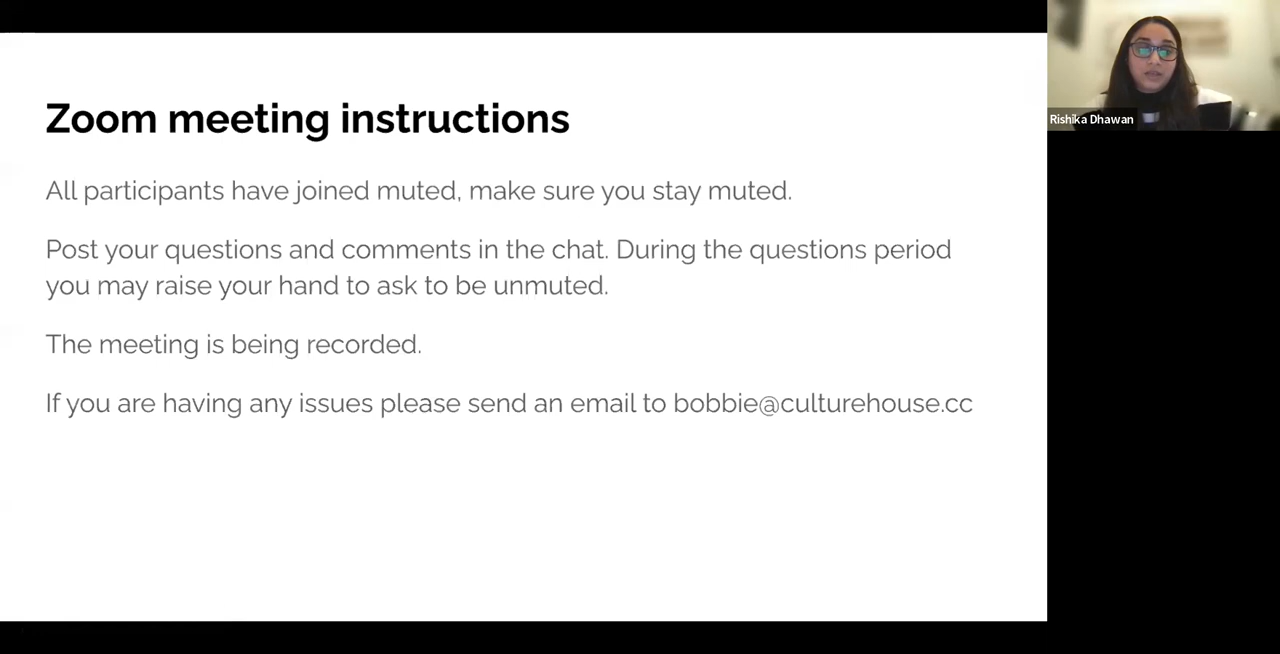 Zoom meeting instructions
All participants have joined muted, make sure you stay muted.
Post your questions and comments in the chat. During the questions period
you may raise your hand to ask to be unmuted.
The meeting is being recorded.
If you are having any issues please send an email to bobbie@culturehouse.cc
Rishika Dhawan